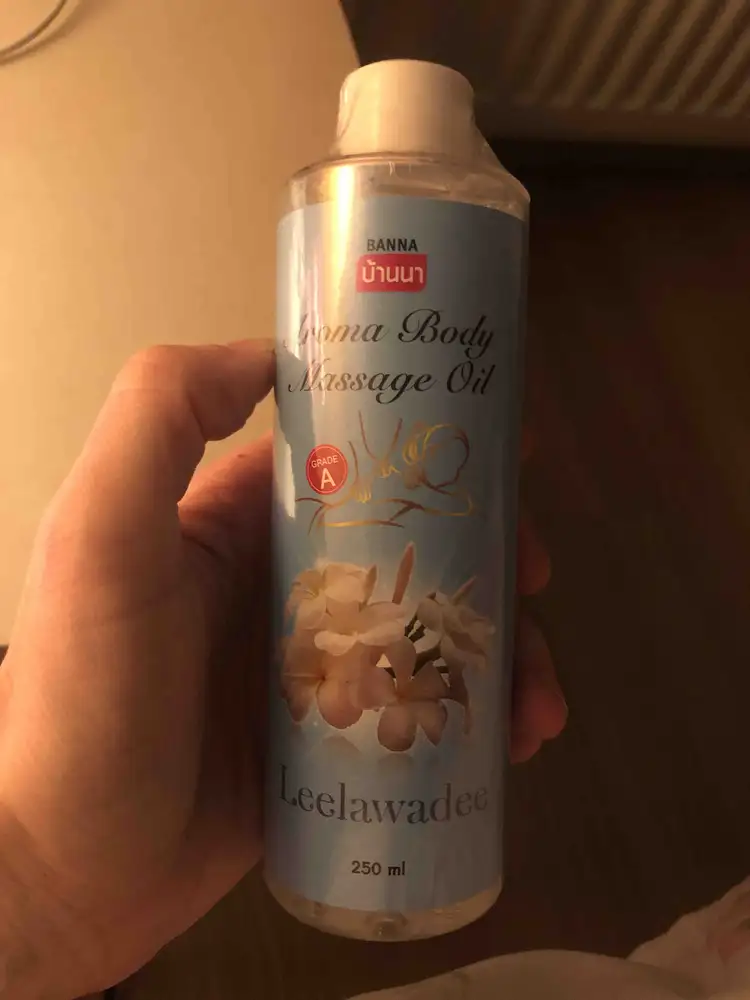 BANNA
บ้านนา
Aroma Body
Massage Oil
GRADE
A
Leelawadee
250 ml